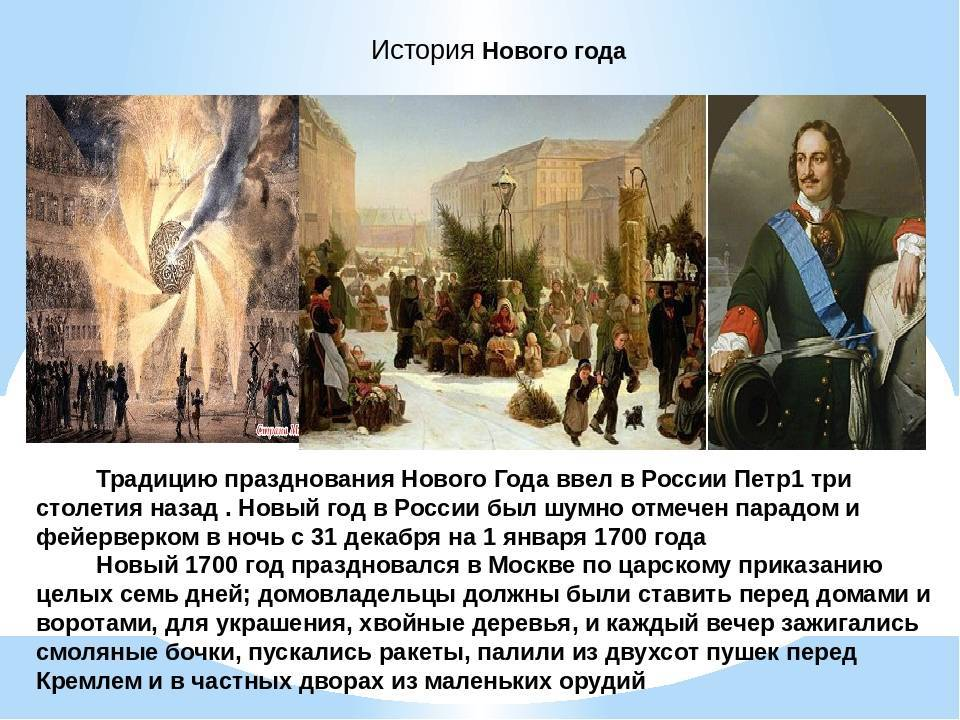 История Нового года
Страна М
Традицию празднования Нового Года ввел в России Петр1 три
столетия назад . Новый год в России был шумно отмечен парадом и
фейерверком в ночь с 31 декабря на 1 января 1700 года
Новый 1700 год праздновался в Москве по царскому приказанию
целых семь дней; домовладельцы должны были ставить перед домами и
воротами, для украшения, хвойные деревья, и каждый вечер зажигались
смоляные бочки, пускались ракеты, палили из двухсот пушек перед
Кремлем и в частных дворах из маленьких орудий